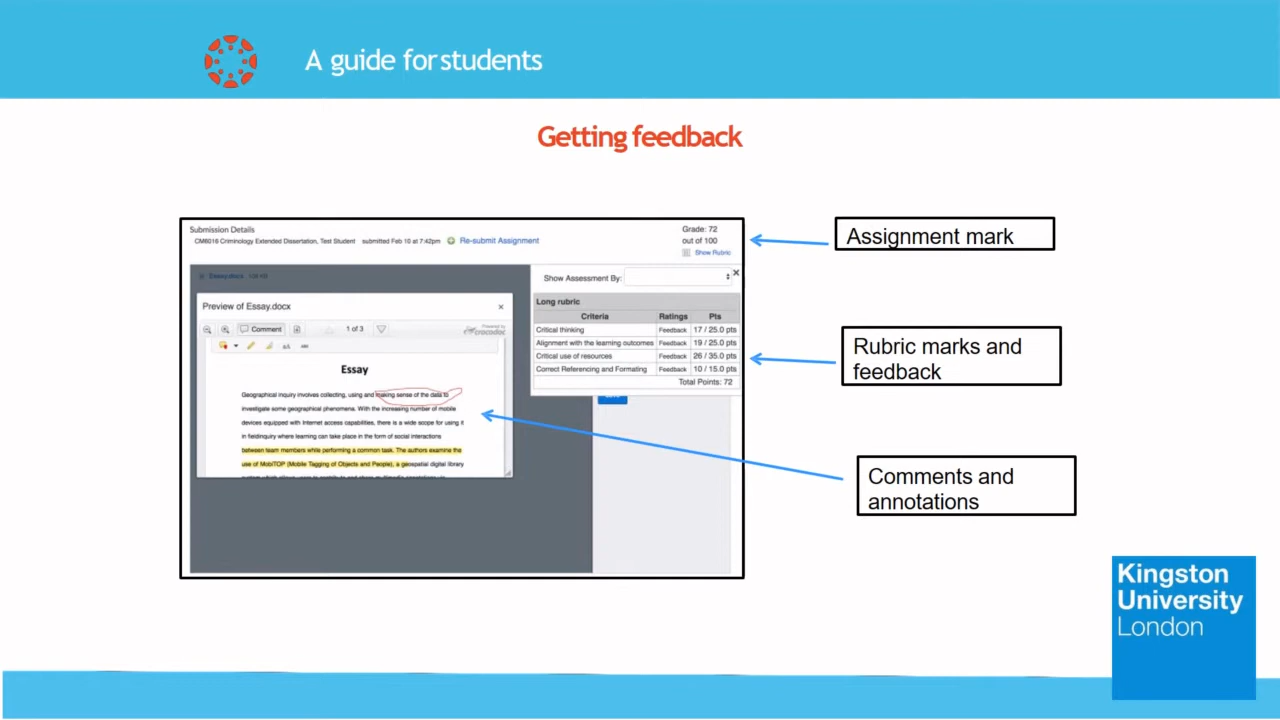 A guide for students
Getting feedback
Submission Details
CM6016 Criminology Extended Dissertation, Test Student submitted Feb 10 at 7:42pm Re-submit Assignment
Grade: 72
out of 100
Show Rubric
Assignment mark
Essay.docx
Show Assessment By:
Preview of Essay.docx
Comment
1 of 3
Powered by
crocodoc
Long rubric
Criteria Ratings Pts
Critical thinking Feedback 17 / 25.0 pts
Alignment with the learning outcomes Feedback 19 / 25.0 pts
Critical use of resources Feedback 26 / 35.0 pts
Correct Referencing and Formating Feedback 10 / 15.0 pts
Total Points: 72
Rubric marks and
feedback
Essay
Geographical inquiry involves collecting, using and making sense of the data to
investigate some geographical phenomena. With the increasing number of mobile
devices equipped with Internet access capabilities, there is a wide scope for using it
in fieldinquiry where learning can take place in the form of social interactions
between team members while performing a common task. The authors examine the
use of MobiTOP (Mobile Tagging of Objects and People), a geospatial digital library
Comments and
annotations
Kingston
University
London